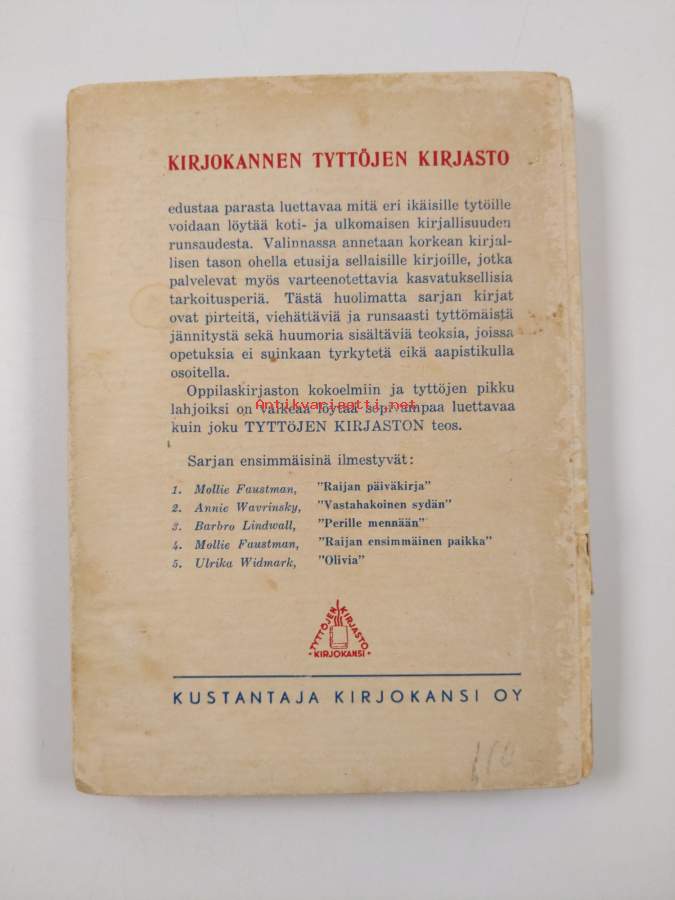 KIRJOKANNEN TYTTÖJEN KIRJASTO
edustaa parasta luettavaa mitä eri ikäisille tytöille
voidaan löytää koti- ja ulkomaisen kirjallisuuden
runsaudesta. Valinnassa annetaan korkean kirjal-
lisen tason ohella etusija sellaisille kirjoille, jotka
palvelevat myös varteenotettavia kasvatuksellisia
tarkoitusperiä. Tästä huolimatta sarjan kirjat
ovat pirteitä, viehättäviä ja runsaasti tyttömäistä
jännitystä sekä huumoria sisältäviä teoksia, joissa
opetuksia ei suinkaan tyrkytetä eikä aapistikulla
osoitella.
Oppilaskirjaston kokoelmiin ja tyttöjen pikku
lahjoiksi on vaikeaa löytää sopivampaa luettavaa
Antikvariaatti.net
kuin joku TYTTÖJEN KIRJASTON teos.
Sarjan ensimmäisinä ilmestyvät:
1. Mollie Faustman, "Raijan päiväkirja"
2. Annie Wavrinsky, "Vastahakoinen sydän"
3. Barbro Lindwall, "Perille mennään"
4. Mollie Faustman, "Raijan ensimmäinen paikka"
5. Ulrika Widmark, "Olivia"
TYTTÖJEN KIRJASTO
· KIRJOKANSI ·
KUSTANTAJA KIRJOKANSI OY